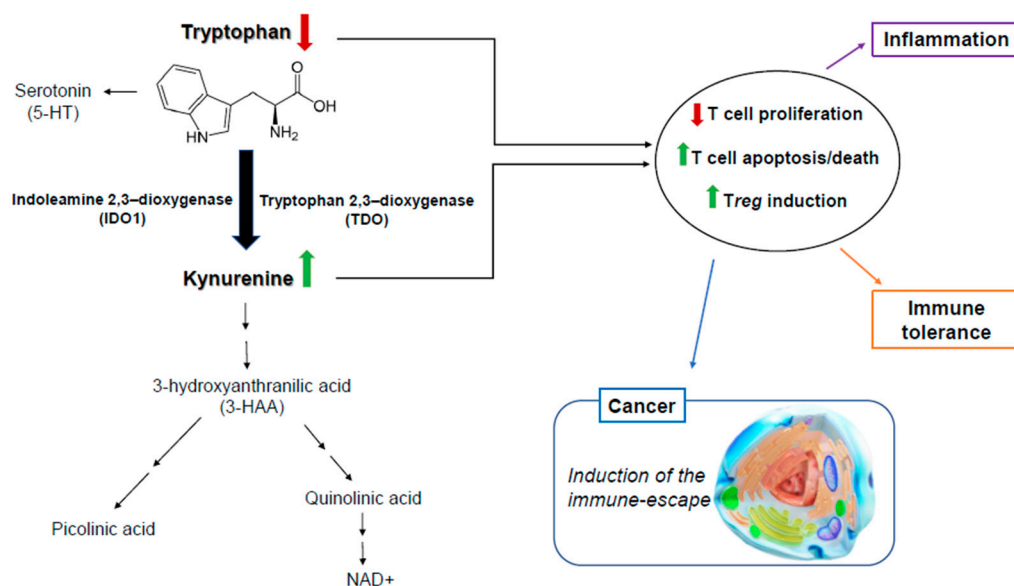 Tryptophan
Serotonin
(5-HT)
O
OH
NH2
HN
Indoleamine 2,3–dioxygenase
(IDO1)
Tryptophan 2,3–dioxygenase
(TDO)
Kynurenine
3-hydroxyanthranilic acid
(3-HAA)
Picolinic acid
Quinolinic acid
NAD+
Inflammation
T cell proliferation
T cell apoptosis/death
Treg induction
Immune
tolerance
Cancer
Induction of the
immune-escape